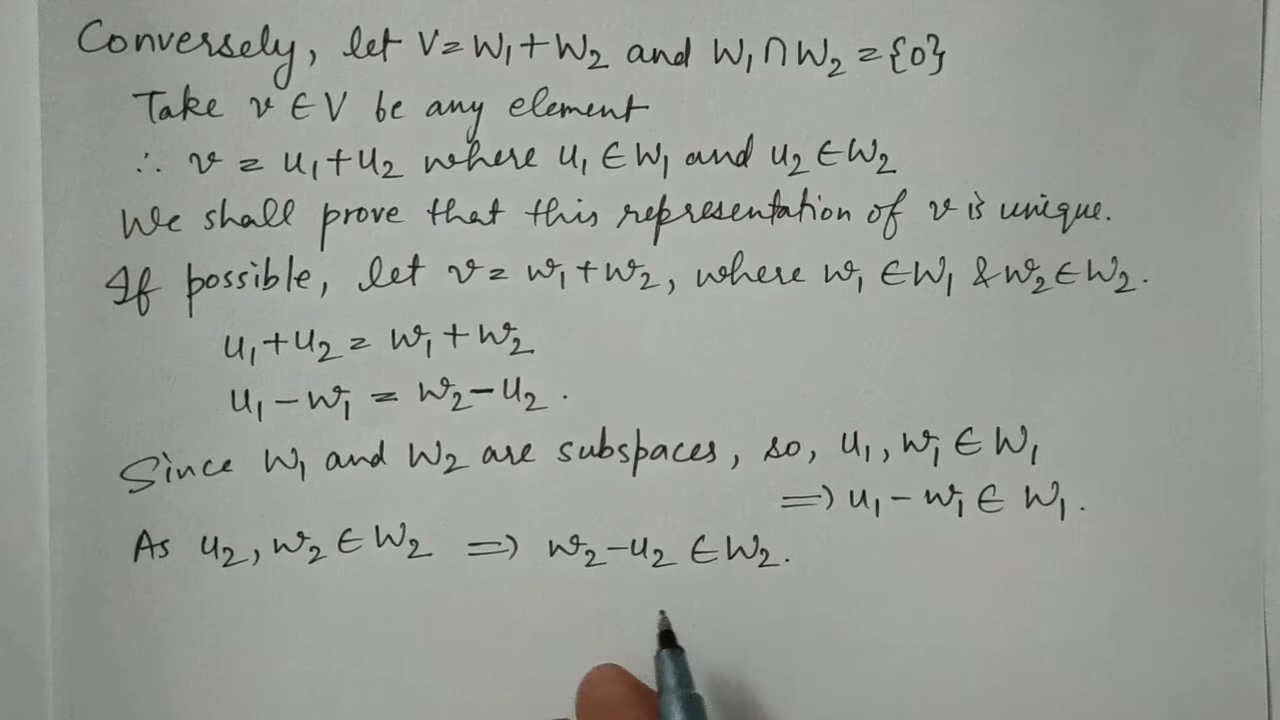 Conversely, let V = W₁ + W₂ and W₁ ∩ W₂ = {0}
Take v ∈ V be any element
∴ v = u₁ + u₂ where u₁ ∈ W₁ and u₂ ∈ W₂
We shall prove that this representation of v is unique.
If possible, let v = w₁ + w₂, where w₁ ∈ W₁ & w₂ ∈ W₂.
u₁ + u₂ = w₁ + w₂
u₁ - w₁ = w₂ - u₂.
Since W₁ and W₂ are subspaces, so, u₁, w₁ ∈ W₁
=> u₁ - w₁ ∈ W₁.
As u₂, w₂ ∈ W₂ => w₂ - u₂ ∈ W₂.